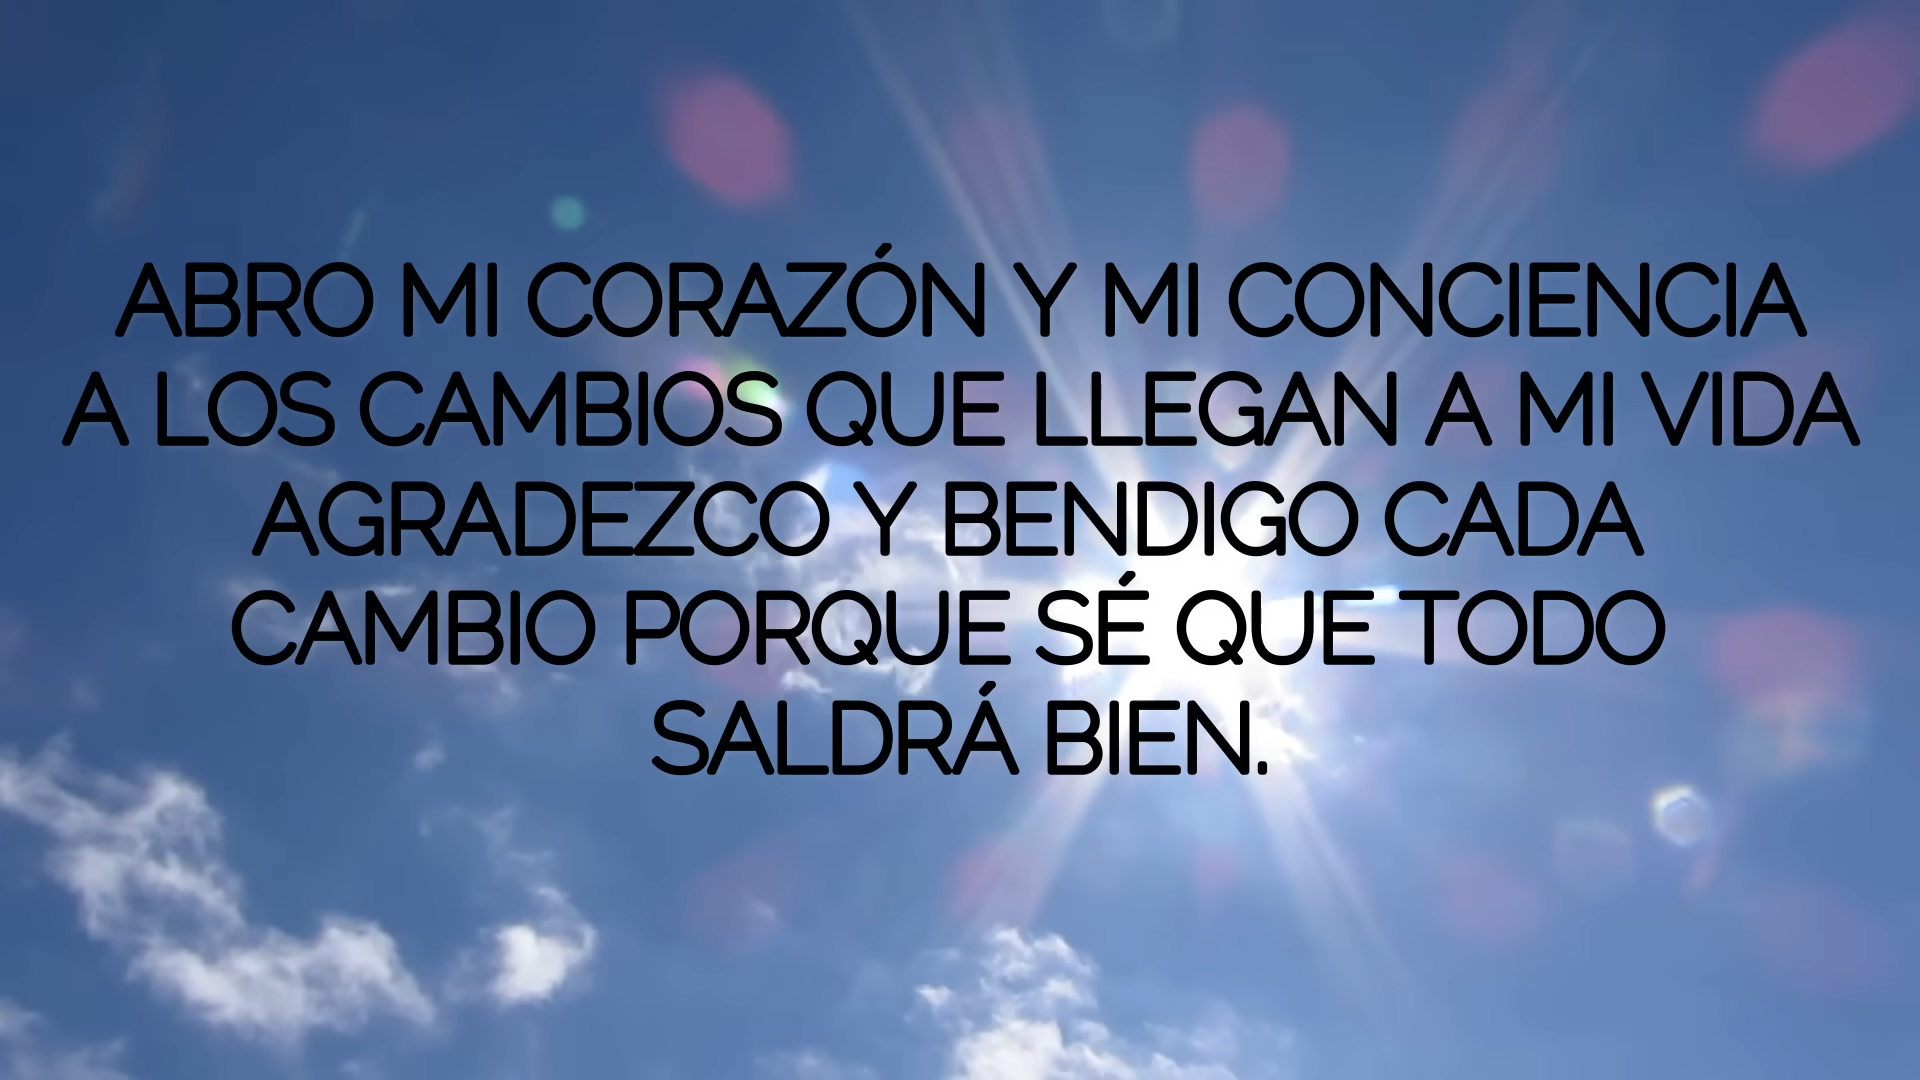 ABRO MI CORAZÓN Y MI CONCIENCIA
A LOS CAMBIOS QUE LLEGAN A MI VIDA
AGRADEZCO Y BENDIGO CADA
CAMBIO PORQUE SÉ QUE TODO
SALDRÁ BIEN.